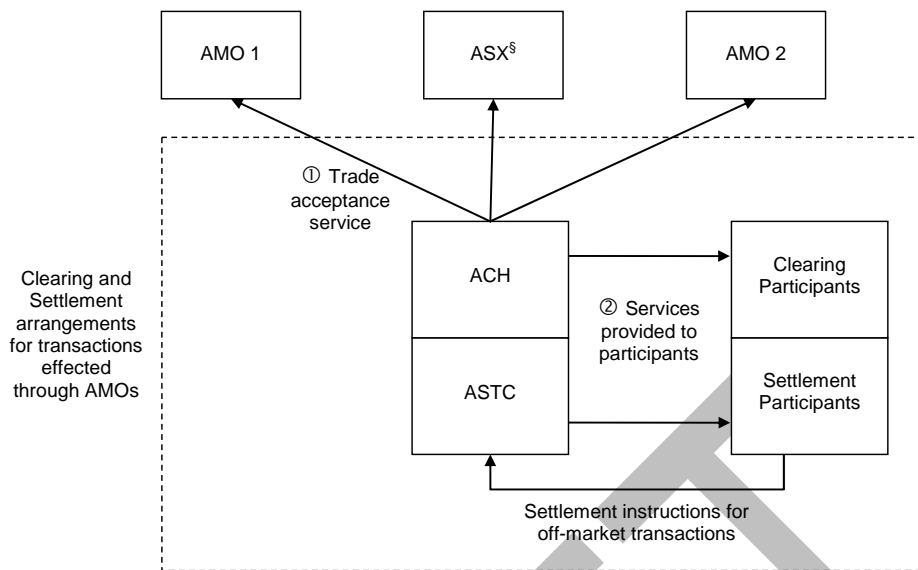 AMO 1
ASX§
AMO 2
① Trade
acceptance
service
Clearing and
Settlement
arrangements
for transactions
effected
through AMOs
ACH
② Services
provided to
participants
Clearing
Participants
ASTC
Settlement
Participants
Settlement instructions for
off-market transactions